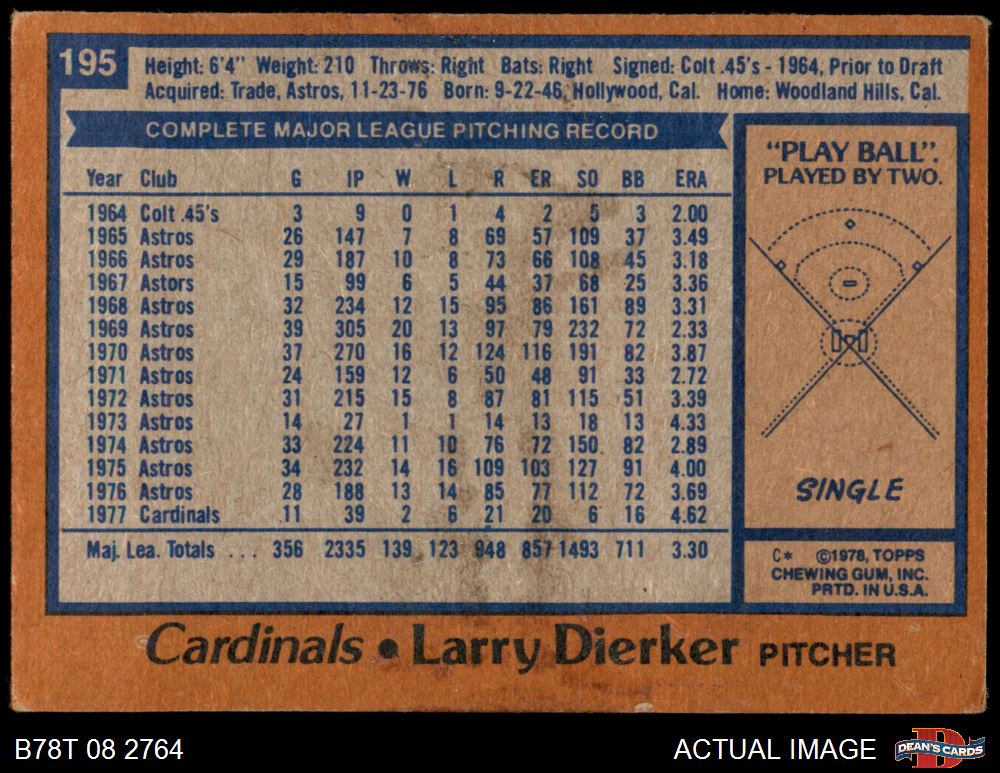 195
Height: 6'4" Weight: 210 Throws: Right Bats: Right Signed: Colt .45's - 1964, Prior to Draft
Acquired: Trade, Astros, 11-23-76 Born: 9-22-46, Hollywood, Cal. Home: Woodland Hills, Cal.
COMPLETE MAJOR LEAGUE PITCHING RECORD
Year Club G IP W L R ER SO BB ERA
1964 Colt .45's 3 9 0 1 4 2 5 3 2.00
1965 Astros 26 147 7 8 69 57 109 37 3.49
1966 Astros 29 187 10 8 73 66 108 45 3.18
1967 Astors 15 99 6 5 44 37 68 25 3.36
1968 Astros 32 234 12 15 95 86 161 89 3.31
1969 Astros 39 305 20 13 97 79 232 72 2.33
1970 Astros 37 270 16 12 124 116 191 82 3.87
1971 Astros 24 159 12 6 50 48 91 33 2.72
1972 Astros 31 215 15 8 87 81 115 51 3.39
1973 Astros 14 27 1 1 14 13 18 13 4.33
1974 Astros 33 224 11 10 76 72 150 82 2.89
1975 Astros 34 232 14 16 109 103 127 91 4.00
1976 Astros 28 188 13 14 85 77 112 72 3.69
1977 Cardinals 11 39 2 6 21 20 6 16 4.62
Maj. Lea. Totals ... 356 2335 139 123 948 857 1493 711 3.30
"PLAY BALL".
PLAYED BY TWO.
SINGLE
C* ©1978, TOPPS
CHEWING GUM, INC.
PRTD. IN U.S.A.
Cardinals • Larry Dierker PITCHER
B78T 08 2764
ACTUAL IMAGE
D
DEAN'S CARDS